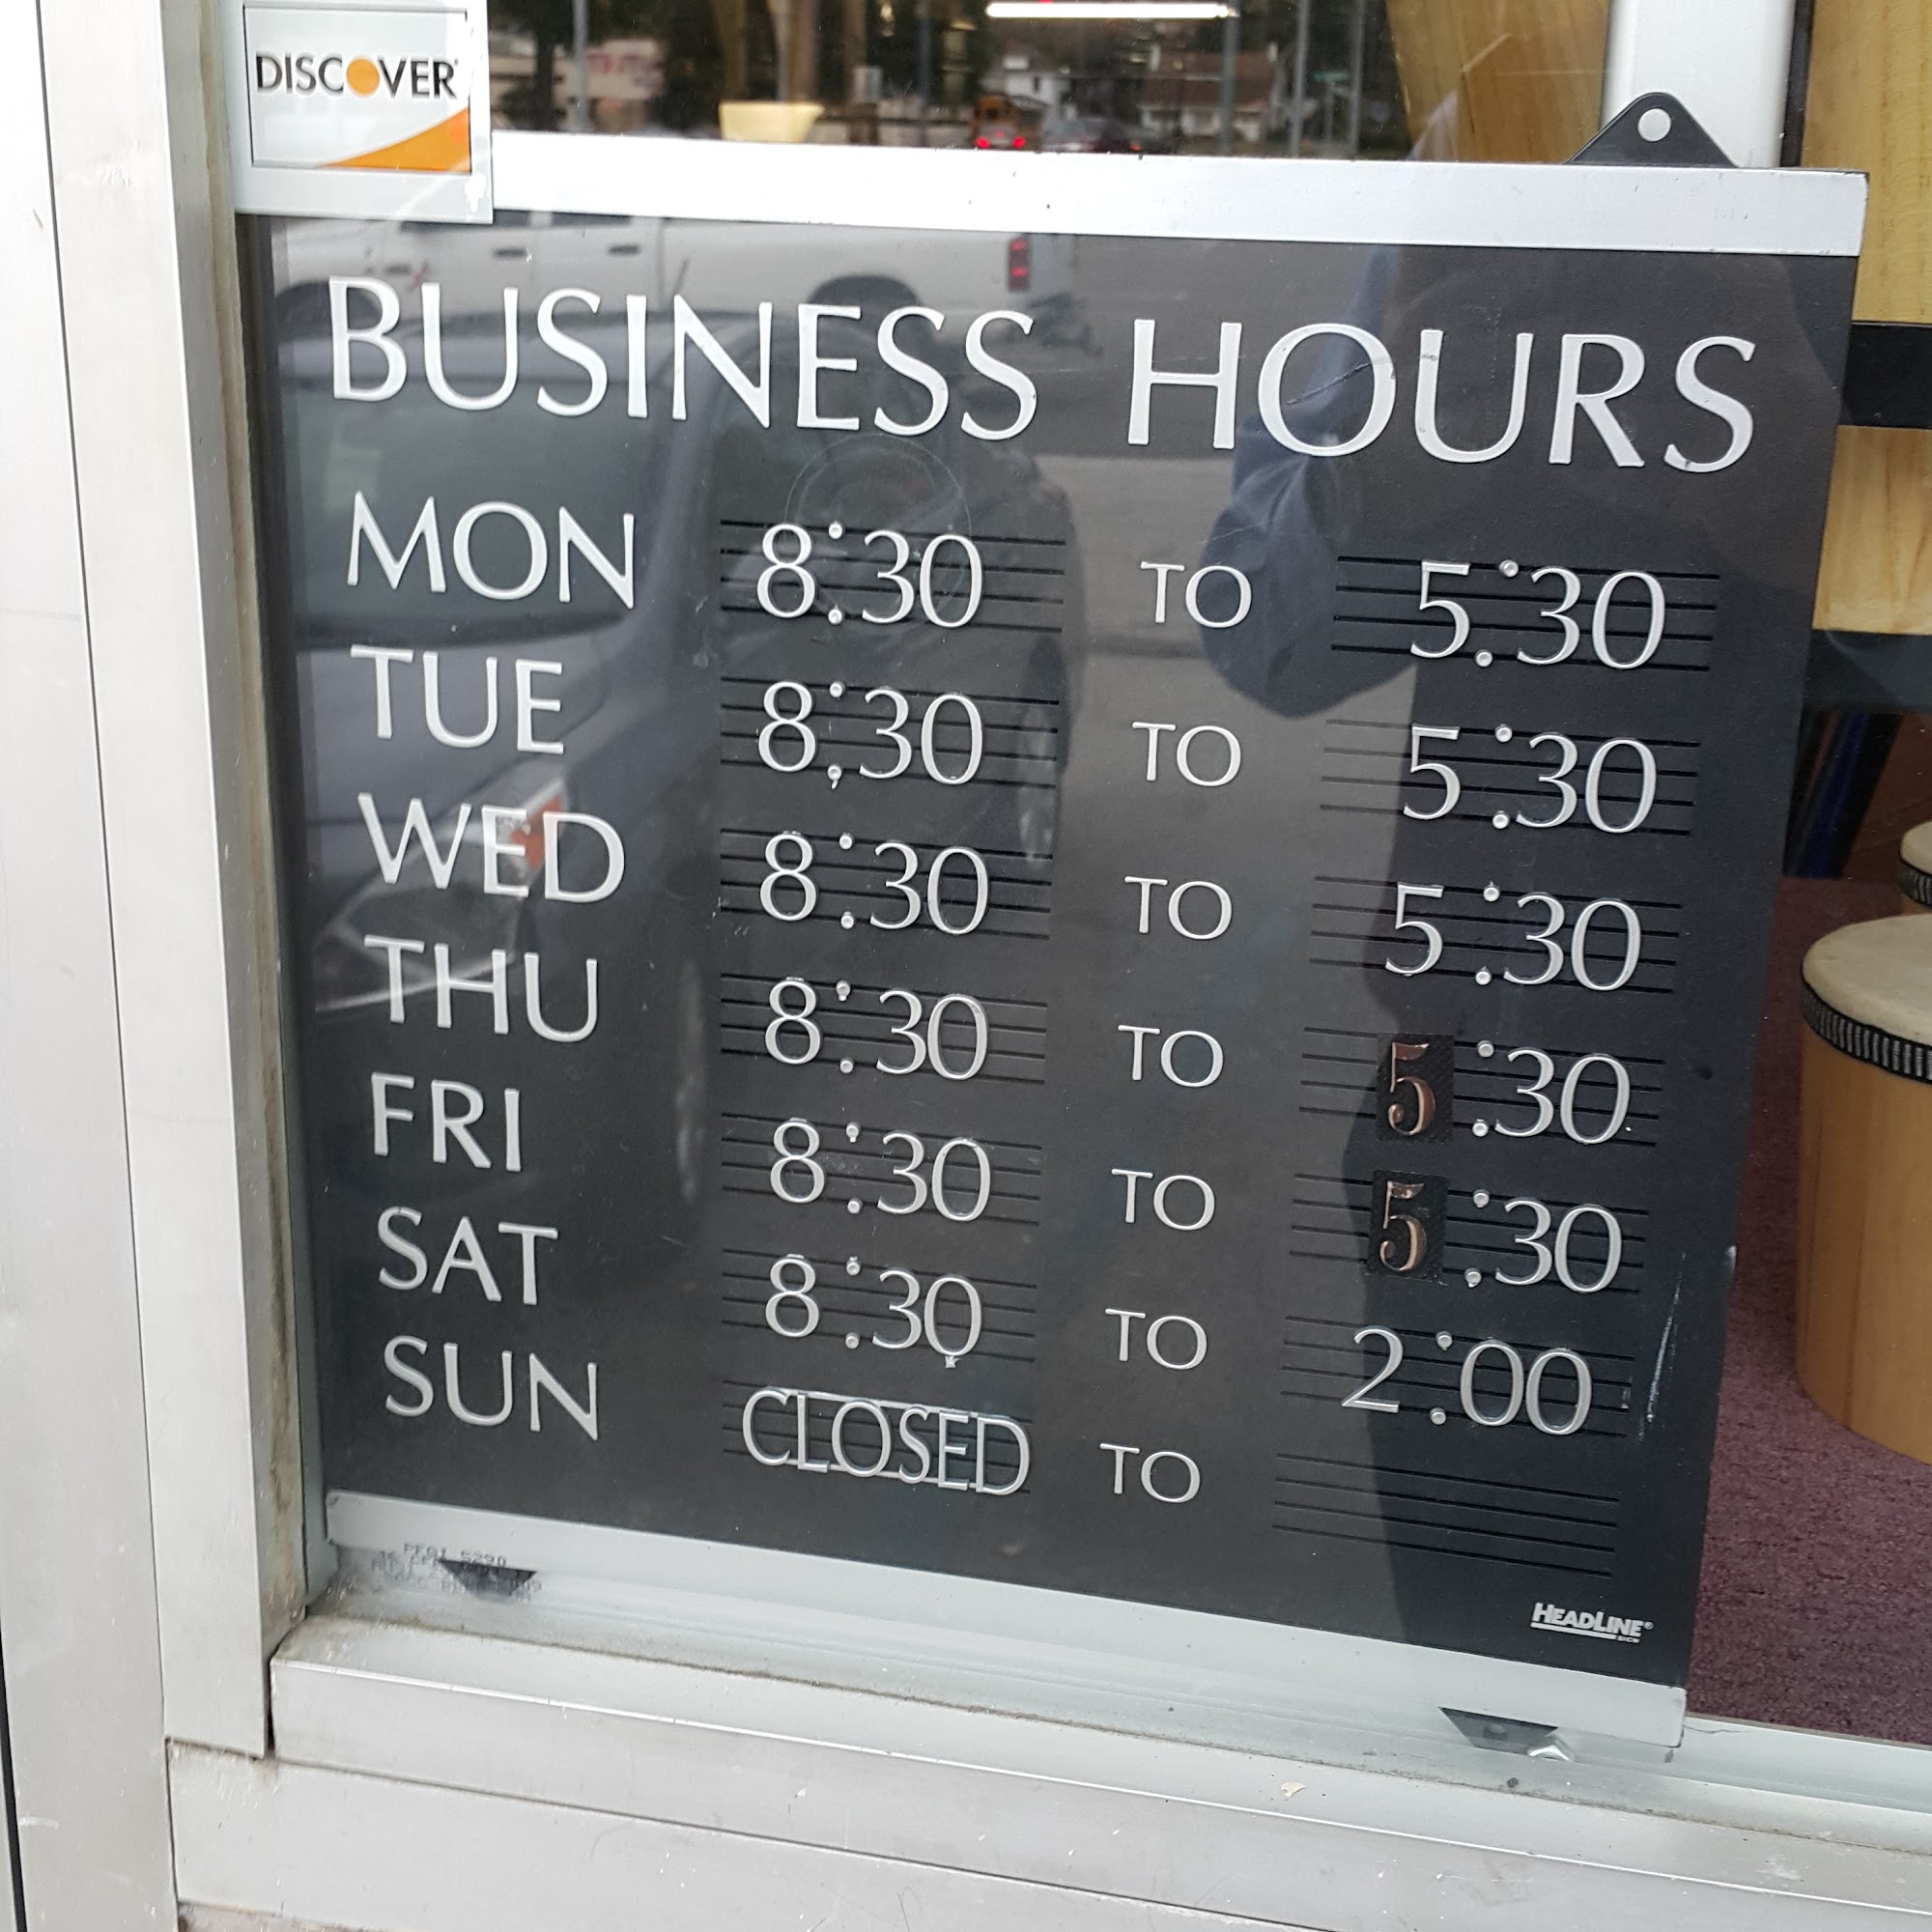 DISCOVER
BUSINESS HOURS
MON 8:30 TO 5:30
TUE 8:30 TO 5:30
WED 8:30 TO 5:30
THU 8:30 TO 5:30
FRI 8:30 TO 5:30
SAT 8:30 TO 2:00
SUN CLOSED TO
HEADLINE®
SIGN